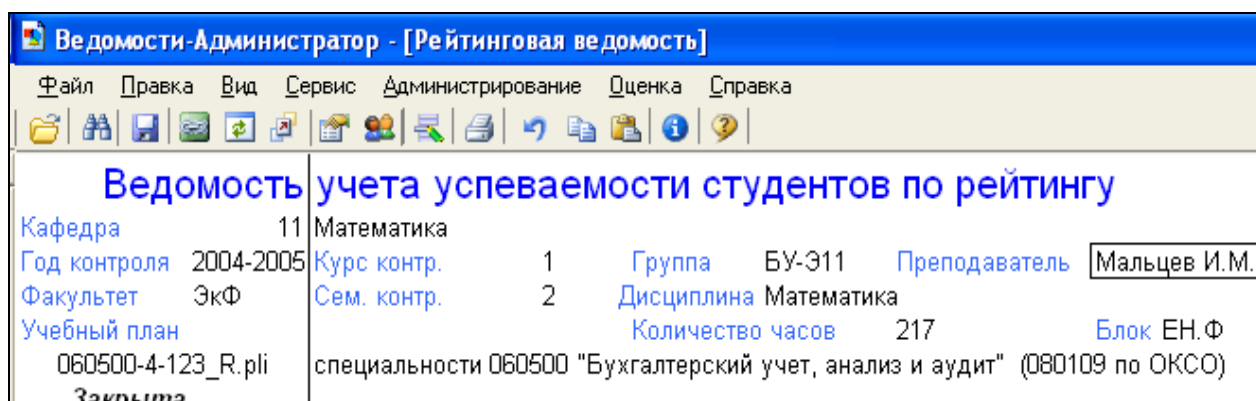 Ведомости-Администратор - [Рейтинговая ведомость]
Файл Правка Вид Сервис Администрирование Оценка Справка
Ведомость учета успеваемости студентов по рейтингу
Кафедра 11 Математика
Год контроля 2004-2005 Курс контр. 1 Группа БУ-Э11 Преподаватель Мальцев И.М.
Факультет ЭкФ Сем. контр. 2 Дисциплина Математика
Учебный план Количество часов 217 Блок ЕН.Ф
060500-4-123_R.pli специальности 060500 "Бухгалтерский учет, анализ и аудит" (080109 по ОКСО)
Закрыта